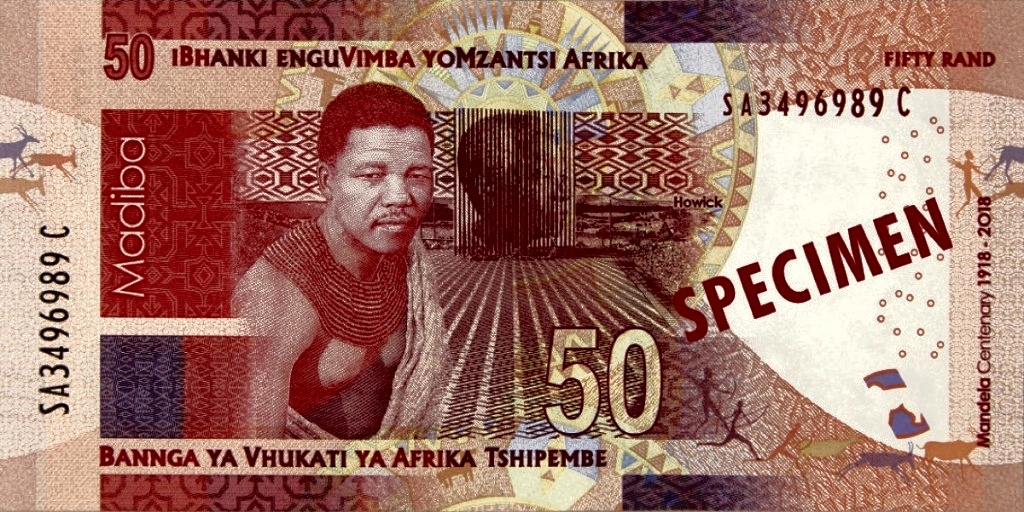 50 IBHANKI ENGUVIMBA YOMZANTSI AFRIKA
FIFTY RAND
SA3496989 C
Madiba
Howick
SPECIMEN
SA3496989 C
50
Mandela Centenary 1918 - 2018
BANNGA YA VHUKATI YA AFRIKA TSHIPEMBE